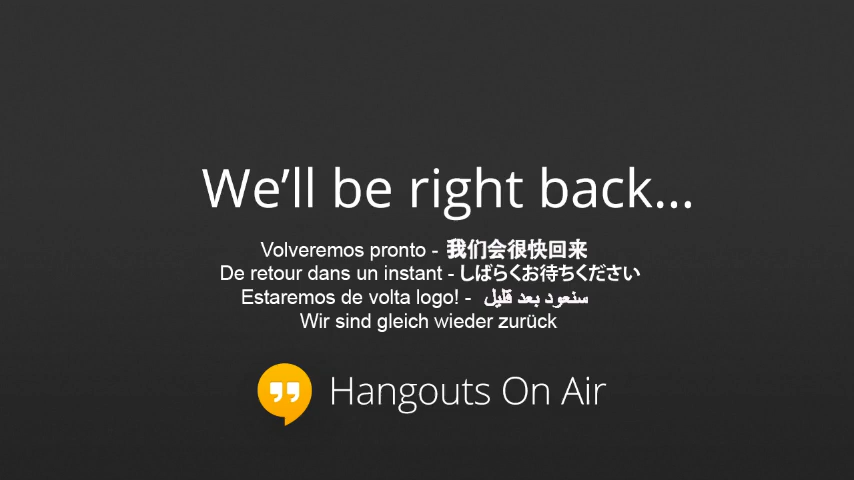 We'll be right back...
Volveremos pronto - 我们会很快回来
De retour dans un instant - しばらくお待ちください
Estaremos de volta logo! - سنعود بعد قليل
Wir sind gleich wieder zurück
Hangouts On Air